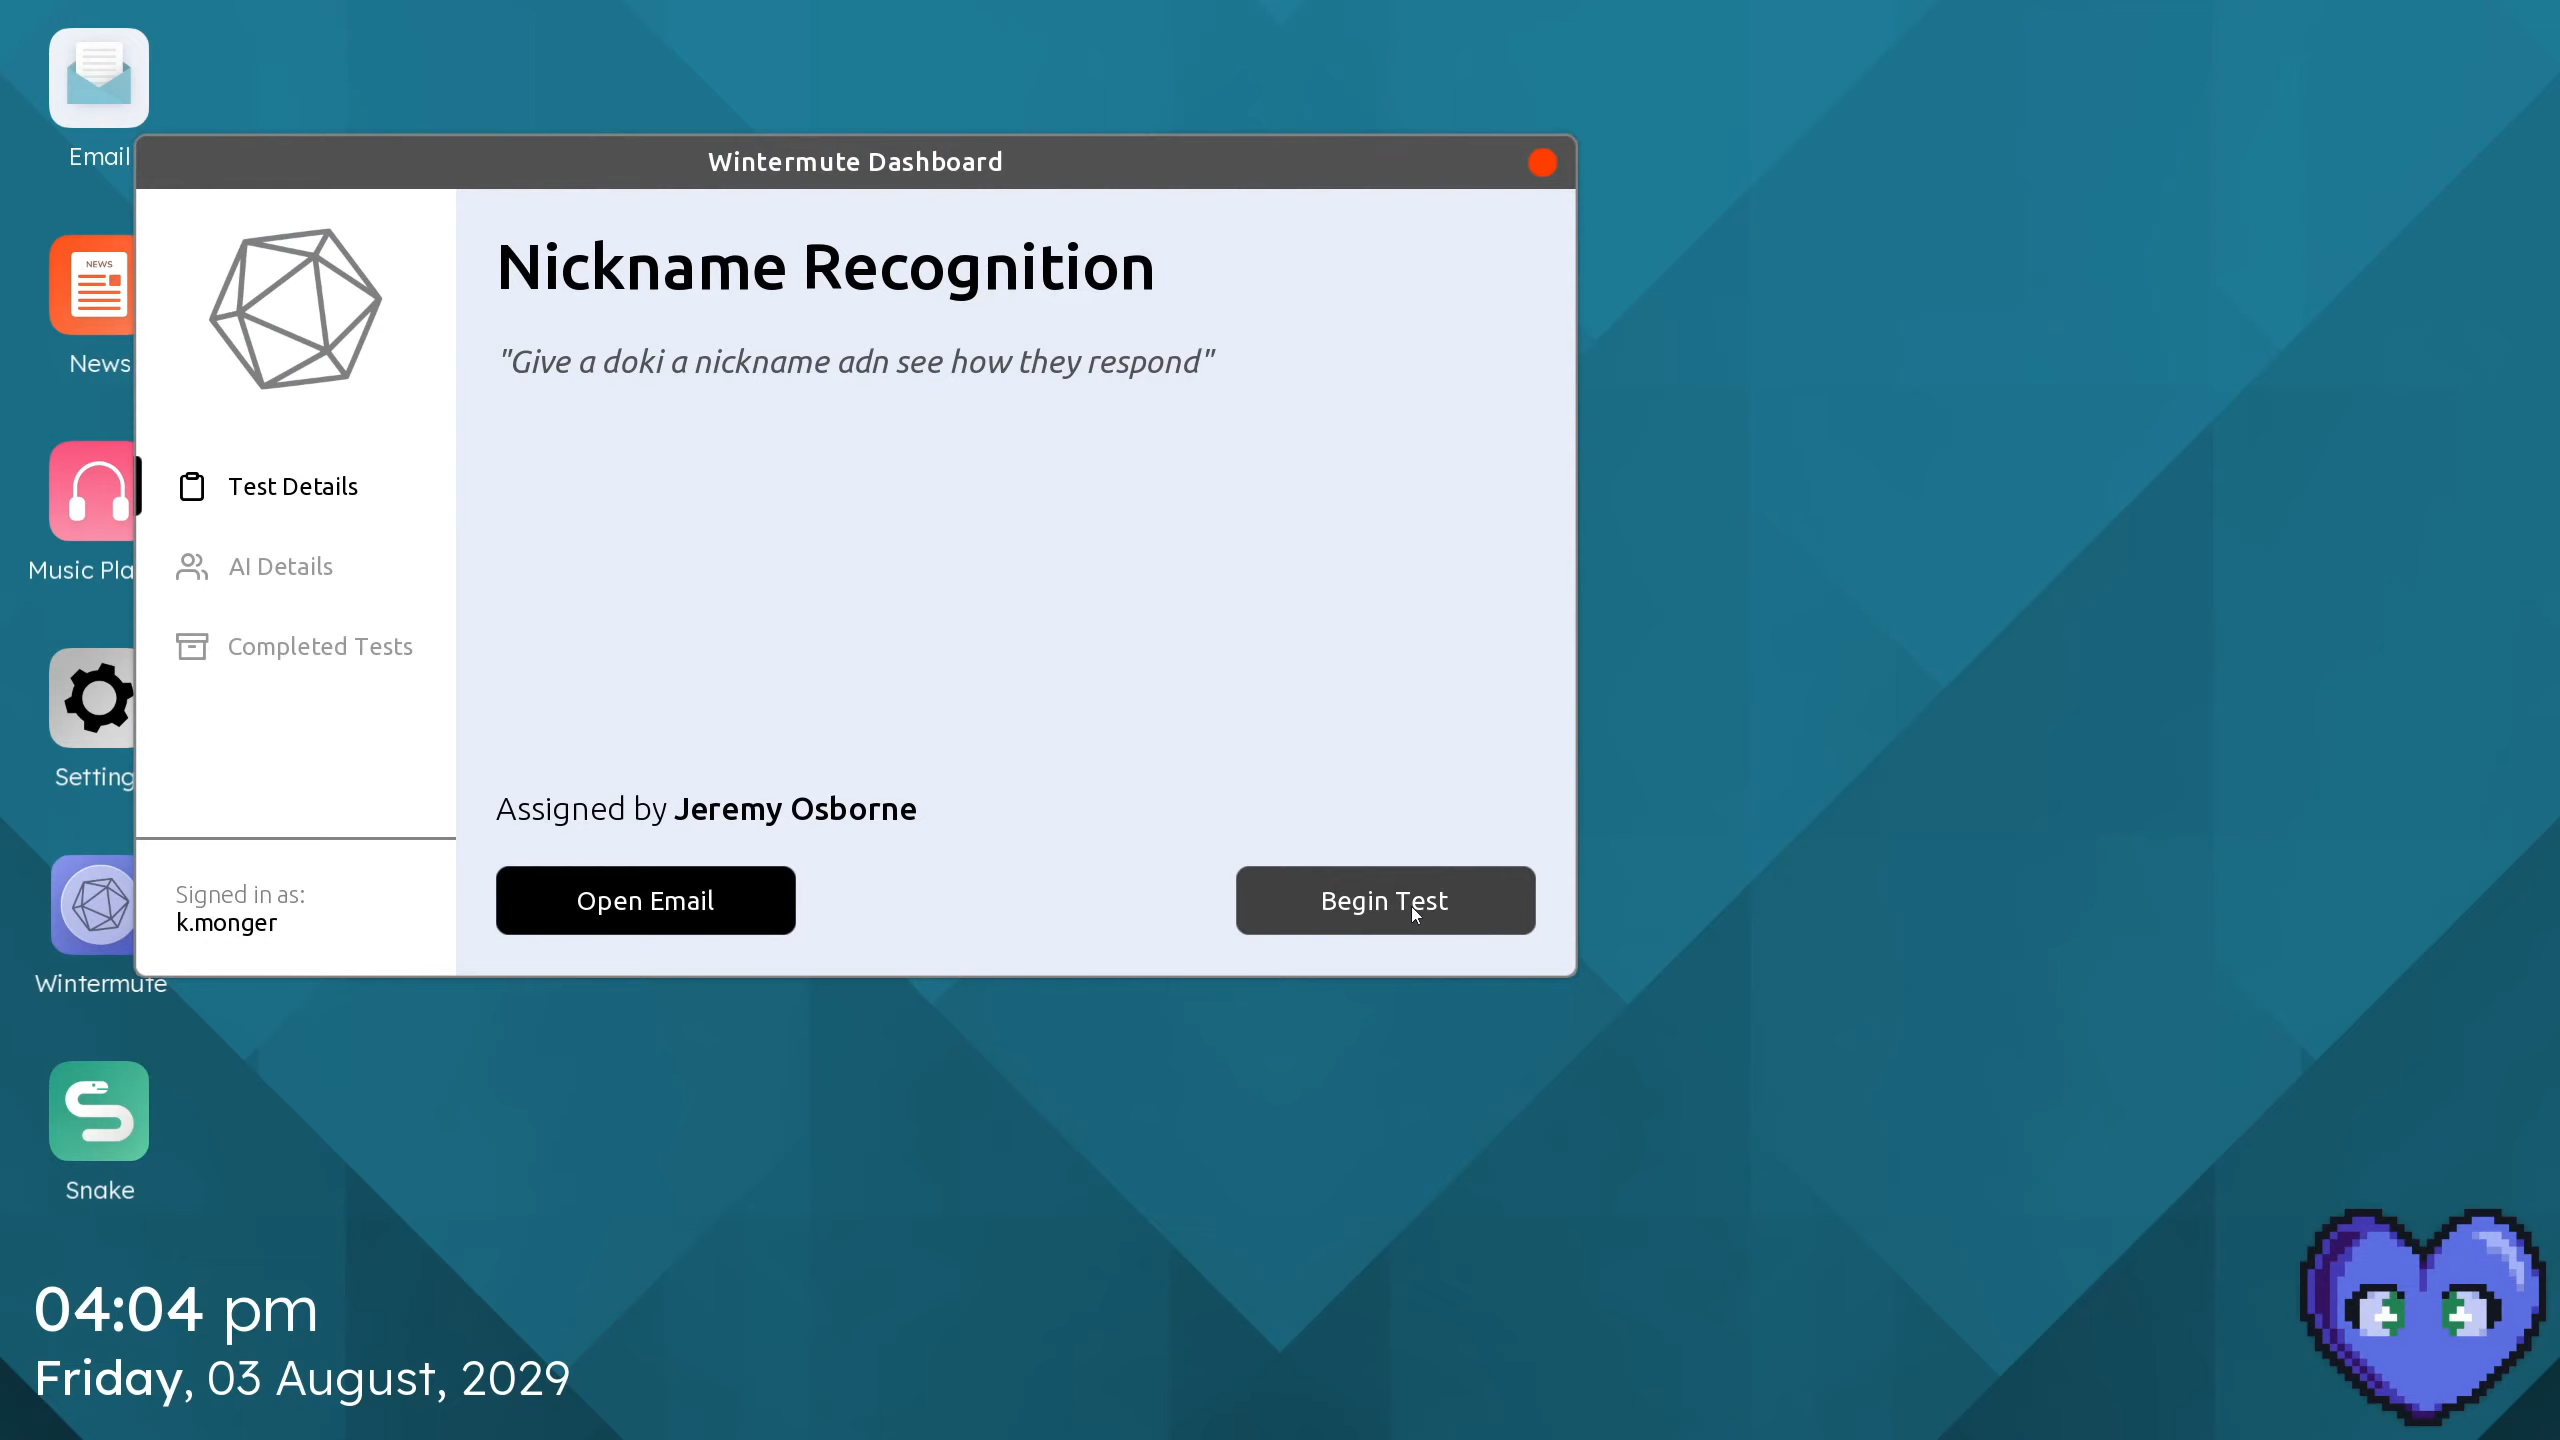 Email
NEWS
News
Music Pla
Setting
Wintermute
Snake
04:04 pm
Friday, 03 August, 2029
Wintermute Dashboard
Test Details
AI Details
Completed Tests
Signed in as:
k.monger
Nickname Recognition
"Give a doki a nickname adn see how they respond"
Assigned by Jeremy Osborne
Open Email
Begin Test